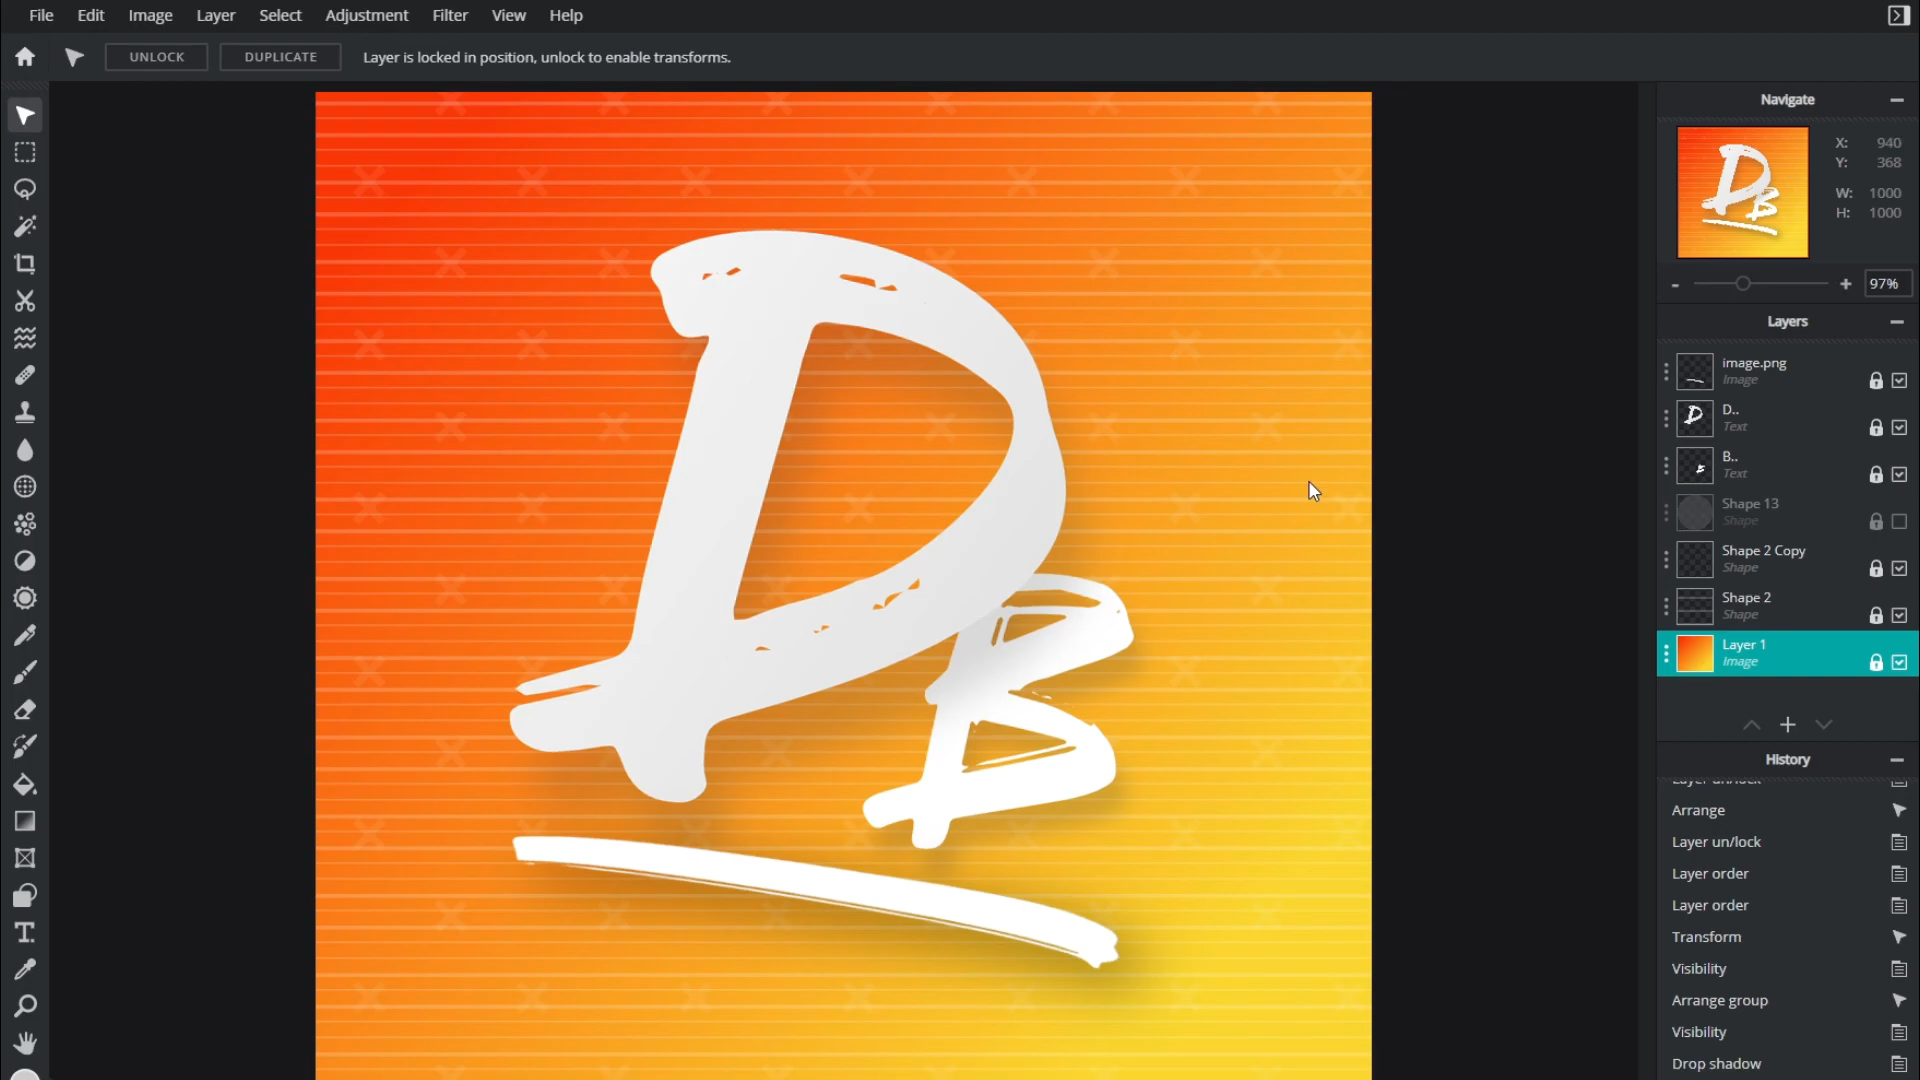 File Edit Image Layer Select Adjustment Filter View Help
UNLOCK DUPLICATE Layer is locked in position, unlock to enable transforms.
Navigate
X: 940
Y: 368
W: 1000
H: 1000
- + 97%
Layers
image.png
Image
D..
Text
B..
Text
Shape 13
Shape
Shape 2 Copy
Shape
Shape 2
Shape
Layer 1
Image
History
Layer un/lock
Arrange
Layer un/lock
Layer order
Layer order
Transform
Visibility
Arrange group
Visibility
Drop shadow
D
B